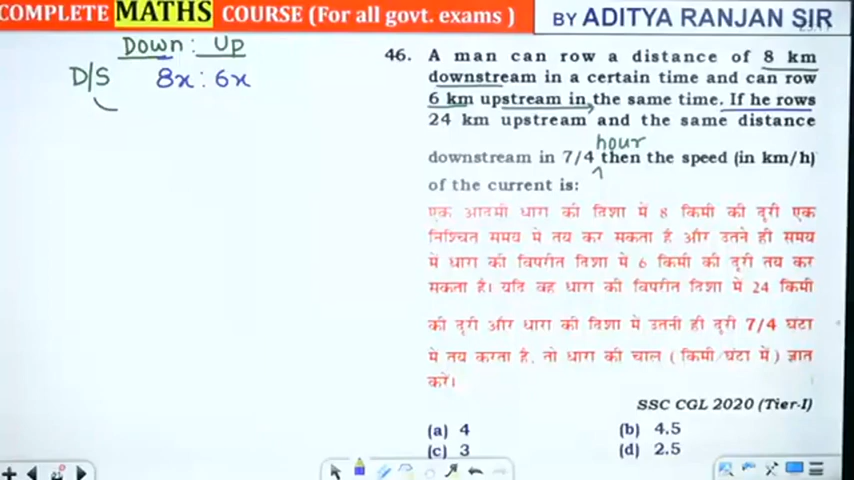 COMPLETE MATHS COURSE (For all govt. exams)
BY ADITYA RANJAN SIR
Down : Up
D/S 8x : 6x
46. A man can row a distance of 8 km
downstream in a certain time and can row
6 km upstream in the same time. If he rows
24 km upstream and the same distance
hour
downstream in 7/4 then the speed (in km/h)
of the current is:
एक आदमी धारा की दिशा में 8 किमी की दूरी एक
निश्चित समय में तय कर सकता है और उतने ही समय
में धारा की विपरीत दिशा में 6 किमी की दूरी तय कर
सकता है। यदि वह धारा की विपरीत दिशा में 24 किमी
की दूरी और धारा की दिशा में उतनी ही दूरी 7/4 घंटा
में तय करता है, तो धारा की चाल (किमी/घंटा में) ज्ञात
करें।
SSC CGL 2020 (Tier-I)
(a) 4 (b) 4.5
(c) 3 (d) 2.5